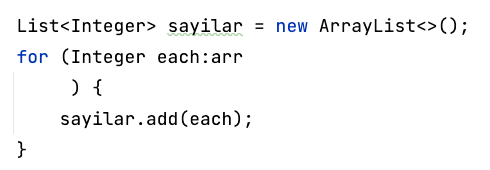 List<Integer> sayilar = new ArrayList<>();
for (Integer each:arr
     ) {
    sayilar.add(each);
}